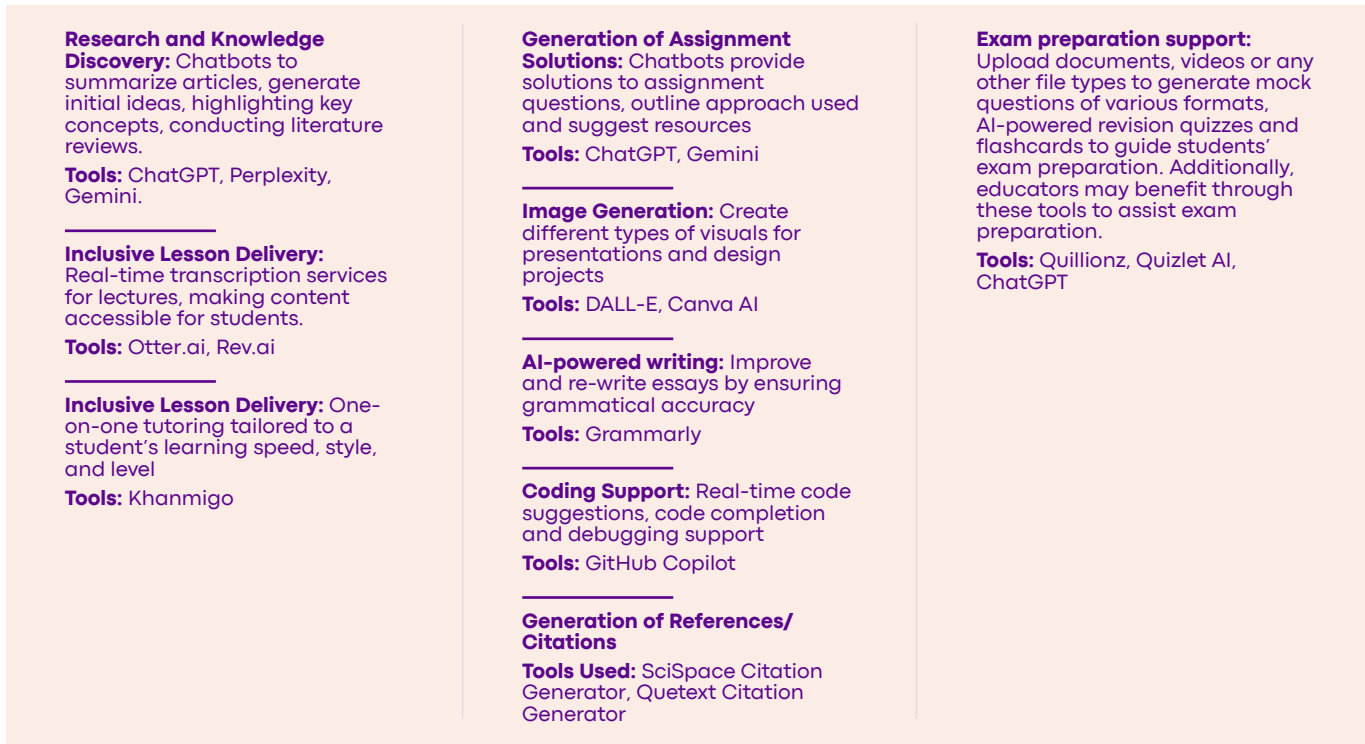 Research and Knowledge
Discovery: Chatbots to
summarize articles, generate
initial ideas, highlighting key
concepts, conducting literature
reviews.
Tools: ChatGPT, Perplexity,
Gemini.
Inclusive Lesson Delivery:
Real-time transcription services
for lectures, making content
accessible for students.
Tools: Otter.ai, Rev.ai
Inclusive Lesson Delivery: One-
on-one tutoring tailored to a
student's learning speed, style,
and level
Tools: Khanmigo
Generation of Assignment
Solutions: Chatbots provide
solutions to assignment
questions, outline approach used
and suggest resources
Tools: ChatGPT, Gemini
Image Generation: Create
different types of visuals for
presentations and design
projects
Tools: DALL-E, Canva AI
AI-powered writing: Improve
and re-write essays by ensuring
grammatical accuracy
Tools: Grammarly
Coding Support: Real-time code
suggestions, code completion
and debugging support
Tools: GitHub Copilot
Generation of References/
Citations
Tools Used: SciSpace Citation
Generator, Quetext Citation
Generator
Exam preparation support:
Upload documents, videos or any
other file types to generate mock
questions of various formats,
AI-powered revision quizzes and
flashcards to guide students'
exam preparation. Additionally,
educators may benefit through
these tools to assist exam
preparation.
Tools: Quillionz, Quizlet AI,
ChatGPT